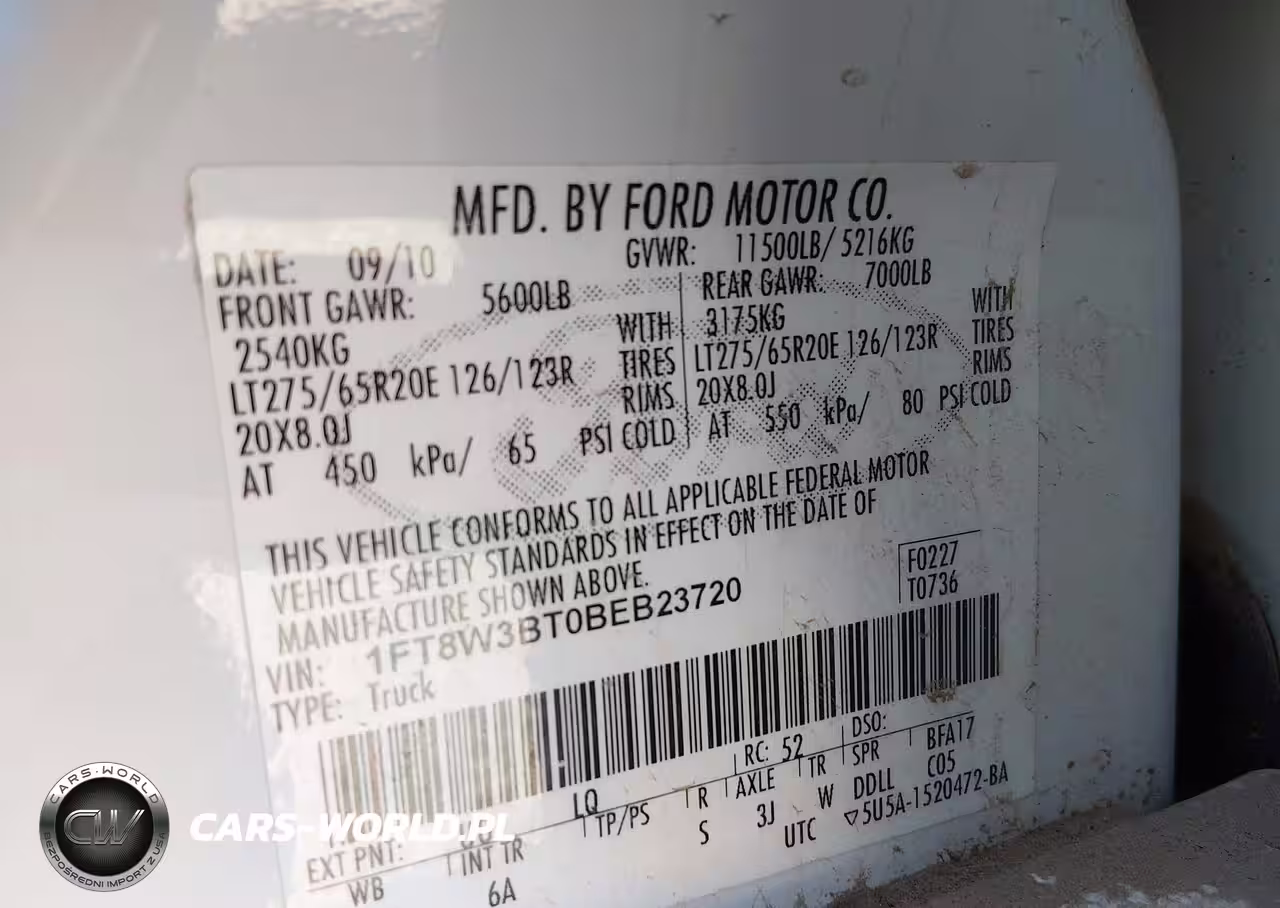 MFD. BY FORD MOTOR CO.
DATE: 09/10
GVWR: 11500LB/ 5216KG
FRONT GAWR: 5600LB
2540KG WITH
LT275/65R20E 126/123R TIRES
20X8.0J RIMS
AT 450 kPa/ 65 PSI COLD
REAR GAWR: 7000LB
3175KG WITH
LT275/65R20E 126/123R TIRES
20X8.0J RIMS
AT 550 kPa/ 80 PSI COLD
THIS VEHICLE CONFORMS TO ALL APPLICABLE FEDERAL MOTOR
VEHICLE SAFETY STANDARDS IN EFFECT ON THE DATE OF
MANUFACTURE SHOWN ABOVE.
F0227
T0736
VIN: 1FT8W3BT0BEB23720
TYPE: Truck
EXT PNT: LQ
RC: 52 DSO:
WB INT TR TP/PS R AXLE TR SPR BFA17
6A S 3J W DDLL C05
UTC ▽5U5A-1520472-BA
CARS-WORLD
CW
BEZPOŚREDNI IMPORT Z USA
CARS-WORLD.PL